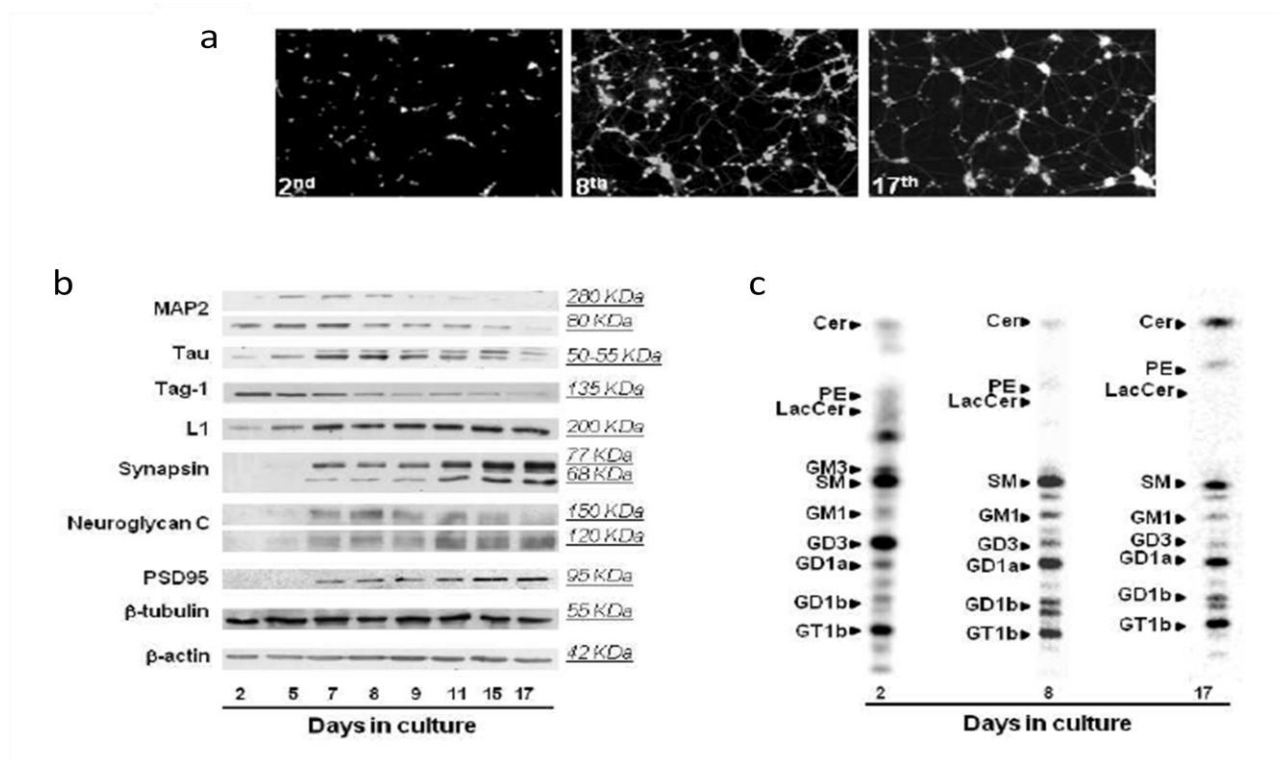 a
2nd
8th
17th
b
MAP2
280 KDa
80 KDa
Tau
50-55 KDa
Tag-1
135 KDa
L1
200 KDa
Synapsin
77 KDa
68 KDa
Neuroglycan C
150 KDa
120 KDa
PSD95
95 KDa
β-tubulin
55 KDa
β-actin
42 KDa
2 5 7 8 9 11 15 17
Days in culture
c
Cer
PE
LacCer
GM3
SM
GM1
GD3
GD1a
GD1b
GT1b
Cer
PE
LacCer
SM
GM1
GD3
GD1a
GD1b
GT1b
Cer
PE
LacCer
SM
GM1
GD3
GD1a
GD1b
GT1b
2 8 17
Days in culture